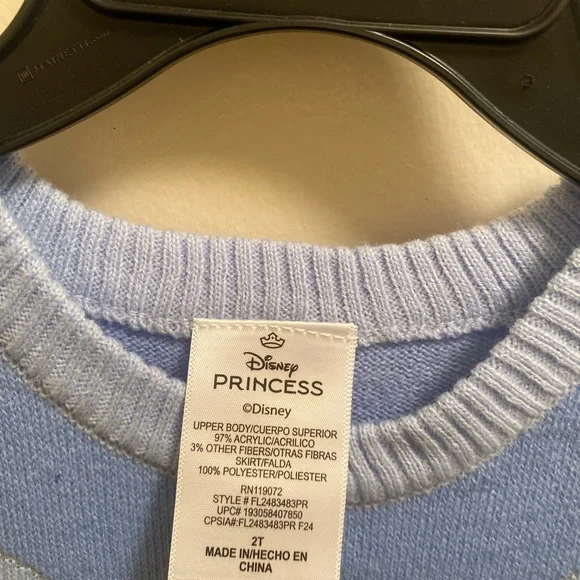 Disney
PRINCESS
©Disney
UPPER BODY/CUERPO SUPERIOR
97% ACRYLIC/ACRILICO
3% OTHER FIBERS/OTRAS FIBRAS
SKIRT/FALDA
100% POLYESTER/POLIESTER
RN119072
STYLE # FL2483483PR
UPC# 193058407850
CPSIA#:FL2483483PR F24
2T
MADE IN/HECHO EN
CHINA